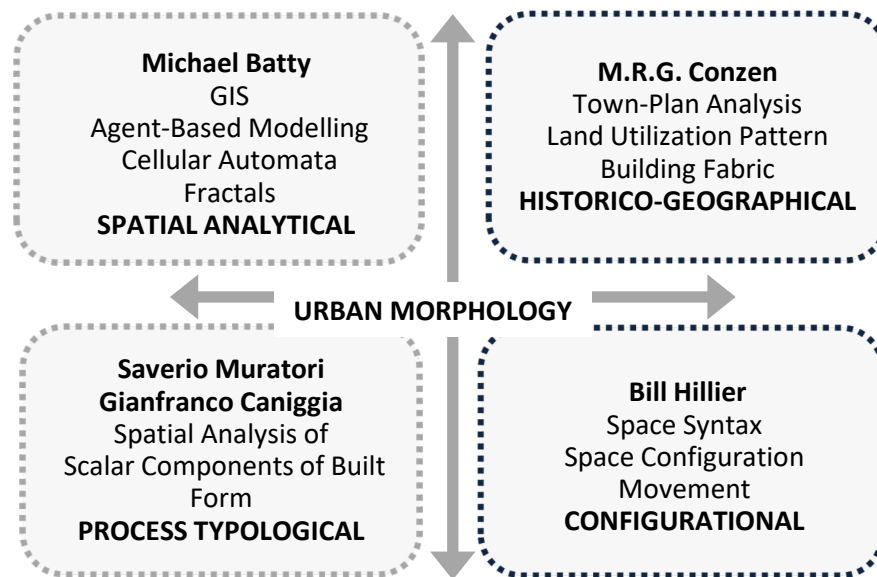 Michael Batty
GIS
Agent-Based Modelling
Cellular Automata
Fractals
SPATIAL ANALYTICAL
M.R.G. Conzen
Town-Plan Analysis
Land Utilization Pattern
Building Fabric
HISTORICO-GEOGRAPHICAL
URBAN MORPHOLOGY
Saverio Muratori
Gianfranco Caniggia
Spatial Analysis of
Scalar Components of Built
Form
PROCESS TYPOLOGICAL
Bill Hillier
Space Syntax
Space Configuration
Movement
CONFIGURATIONAL